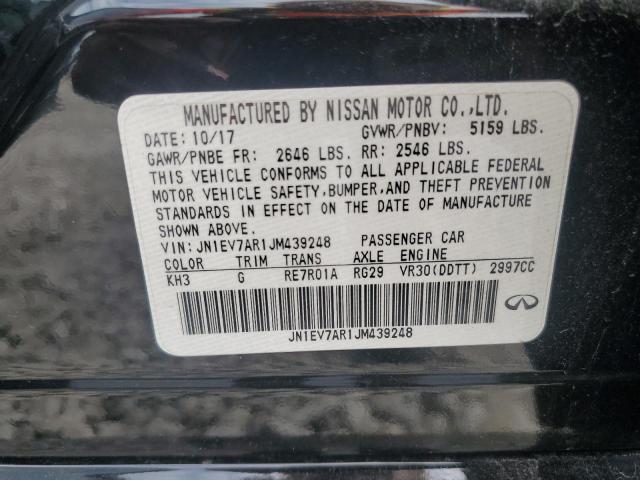 MANUFACTURED BY NISSAN MOTOR CO.,LTD.
DATE: 10/17 GVWR/PNBV: 5159 LBS.
GAWR/PNBE FR: 2646 LBS. RR: 2546 LBS.
THIS VEHICLE CONFORMS TO ALL APPLICABLE FEDERAL
MOTOR VEHICLE SAFETY,BUMPER,AND THEFT PREVENTION
STANDARDS IN EFFECT ON THE DATE OF MANUFACTURE
SHOWN ABOVE.
VIN: JN1EV7AR1JM439248 PASSENGER CAR
COLOR TRIM TRANS AXLE ENGINE
KH3 G RE7R01A RG29 VR30(DDTT) 2997CC
JN1EV7AR1JM439248
INFINITI